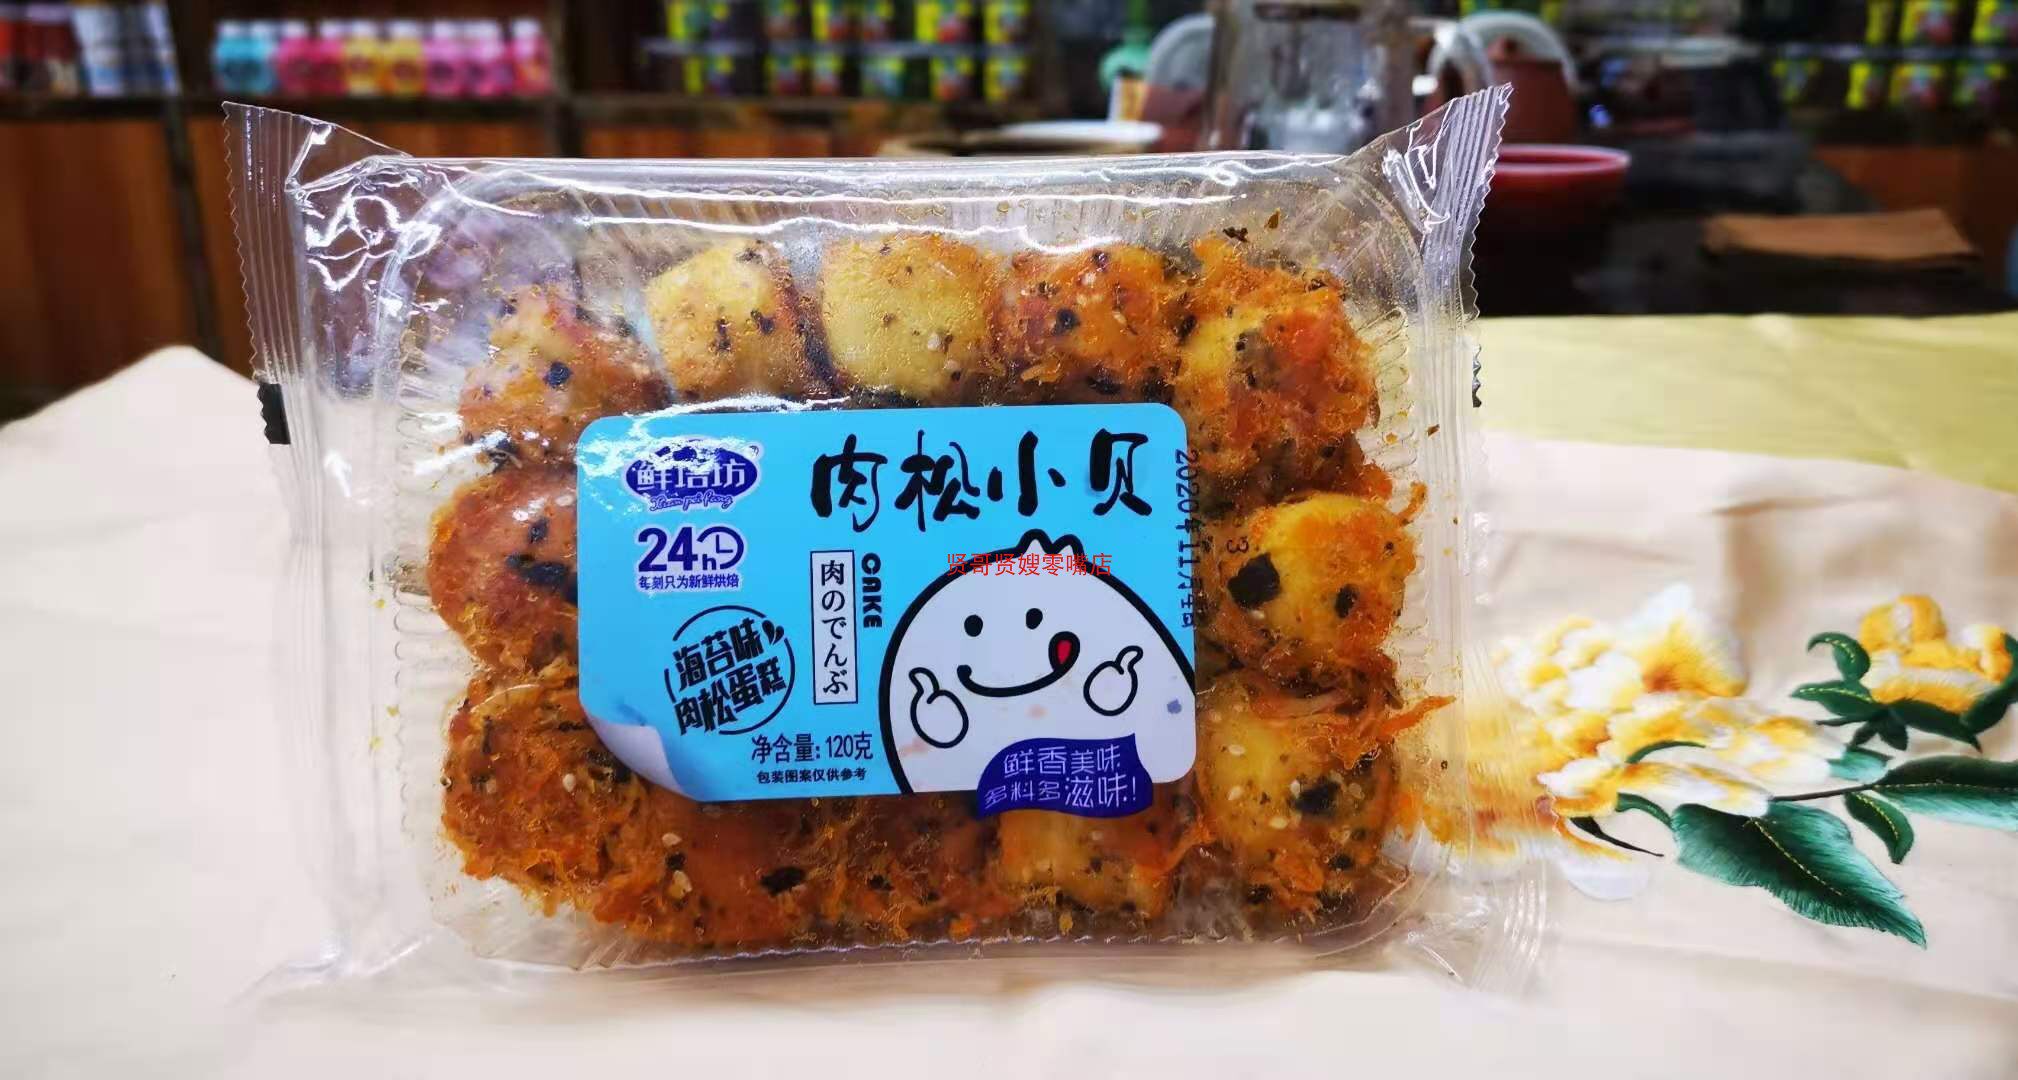 鲜培坊
Xian pei fang
24h
每刻只为新鲜烘焙
肉松小贝
肉のでんぶ
CAKE
海苔味
肉松蛋糕
净含量:120克
包装图案仅供参考
鲜香美味
多料多滋味!
贤哥贤嫂零嘴店